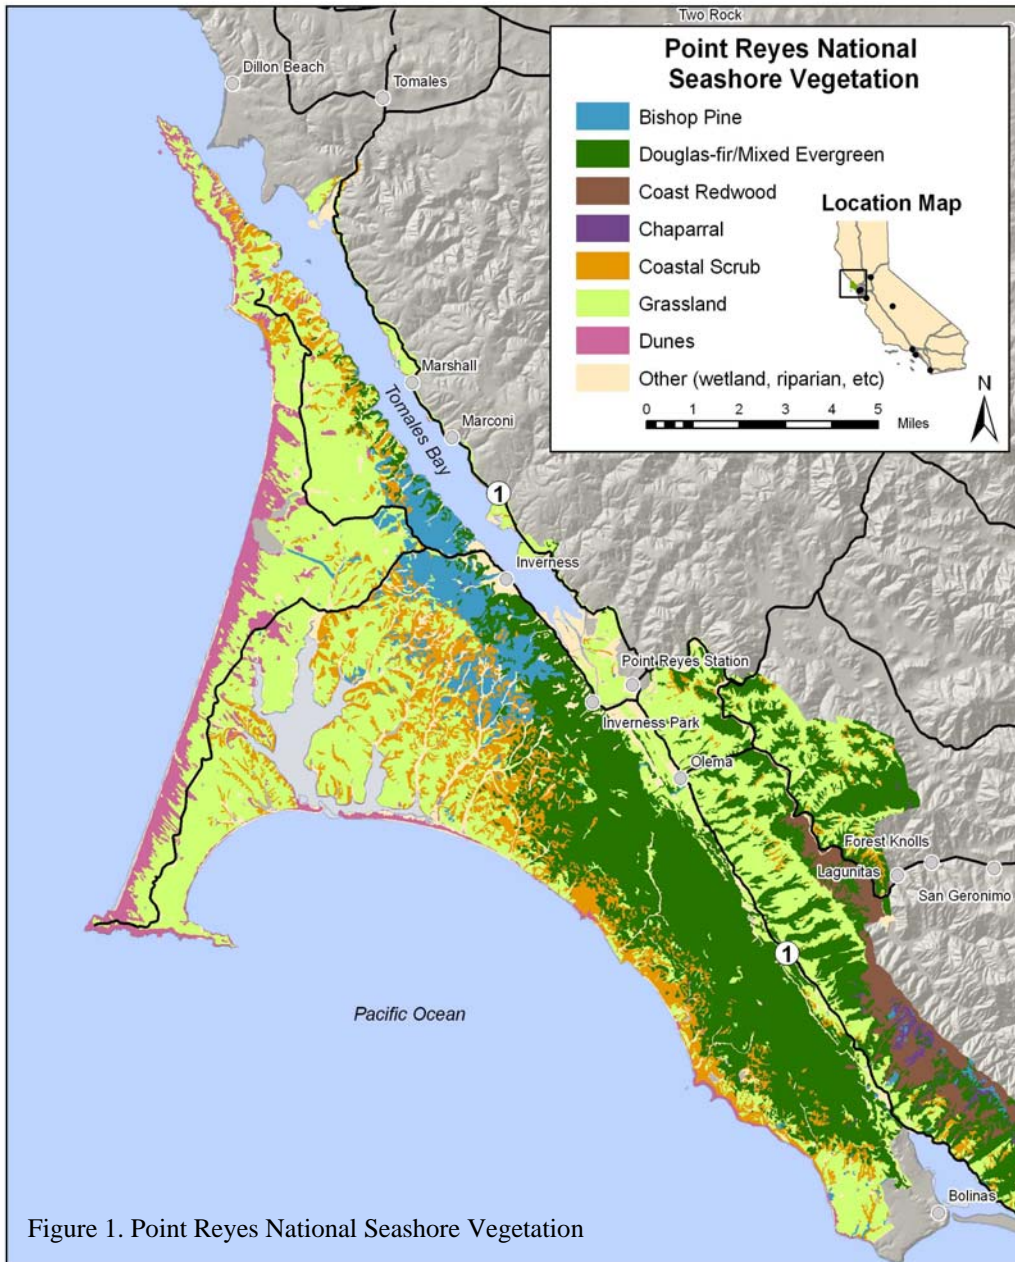 Two Rock
Point Reyes National
Seashore Vegetation
Bishop Pine
Douglas-fir/Mixed Evergreen
Coast Redwood
Chaparral
Coastal Scrub
Grassland
Dunes
Other (wetland, riparian, etc)
Location Map
N
0 1 2 3 4 5
Miles
Dillon Beach
Tomales
Marshall
Tomales Bay
Marconi
1
Inverness
Point Reyes Station
Inverness Park
Olema
Forest Knolls
Lagunitas
San Geronimo
1
Pacific Ocean
Bolinas
Figure 1. Point Reyes National Seashore Vegetation